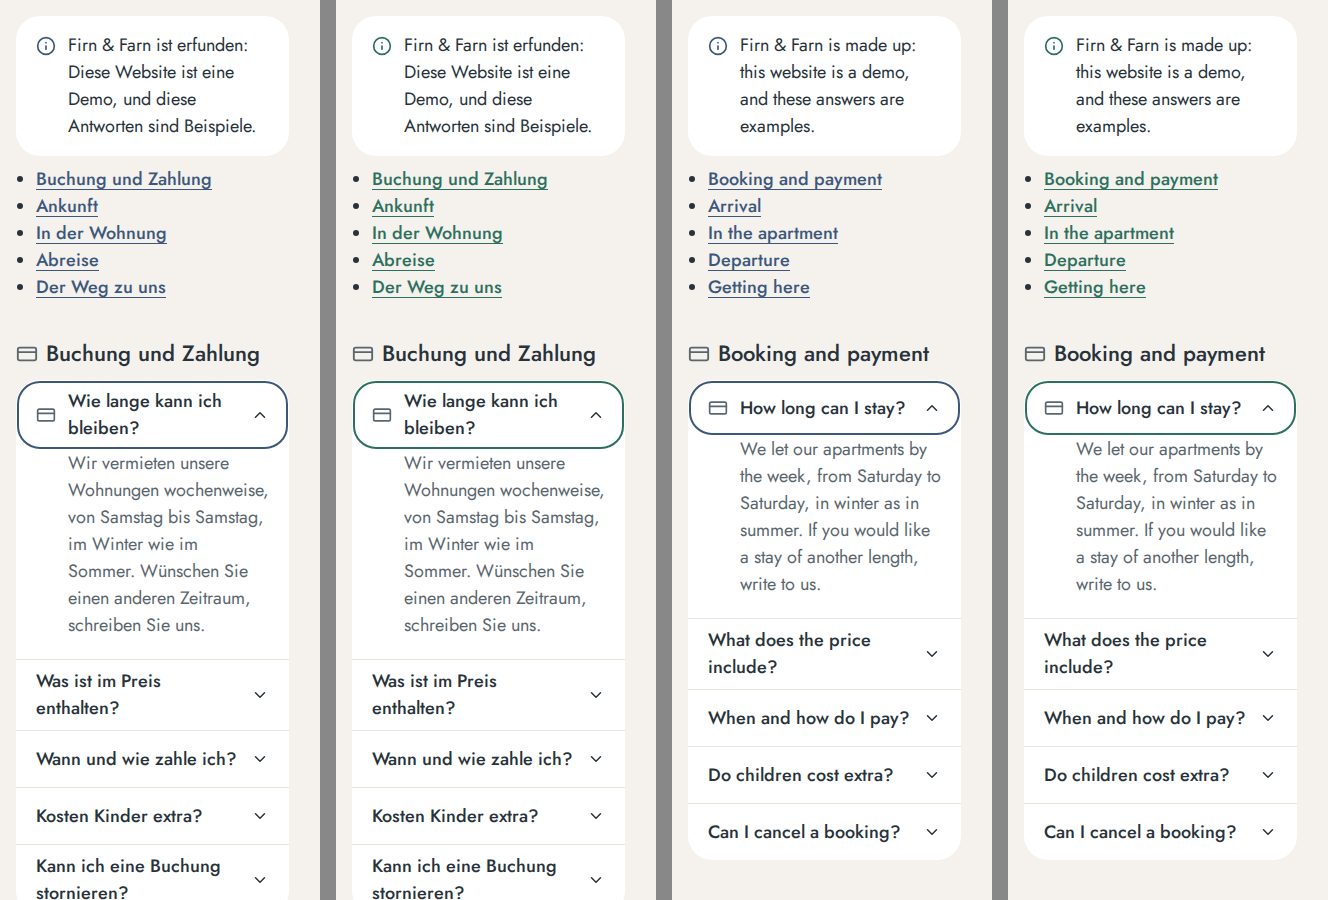 Firn & Farn ist erfunden:
Diese Website ist eine
Demo, und diese
Antworten sind Beispiele.
Buchung und Zahlung
Ankunft
In der Wohnung
Abreise
Der Weg zu uns
Buchung und Zahlung
Wie lange kann ich
bleiben?
Wir vermieten unsere
Wohnungen wochenweise,
von Samstag bis Samstag,
im Winter wie im
Sommer. Wünschen Sie
einen anderen Zeitraum,
schreiben Sie uns.
Was ist im Preis
enthalten?
Wann und wie zahle ich?
Kosten Kinder extra?
Kann ich eine Buchung
stornieren?
Firn & Farn ist erfunden:
Diese Website ist eine
Demo, und diese
Antworten sind Beispiele.
Buchung und Zahlung
Ankunft
In der Wohnung
Abreise
Der Weg zu uns
Buchung und Zahlung
Wie lange kann ich
bleiben?
Wir vermieten unsere
Wohnungen wochenweise,
von Samstag bis Samstag,
im Winter wie im
Sommer. Wünschen Sie
einen anderen Zeitraum,
schreiben Sie uns.
Was ist im Preis
enthalten?
Wann und wie zahle ich?
Kosten Kinder extra?
Kann ich eine Buchung
stornieren?
Firn & Farn is made up:
this website is a demo,
and these answers are
examples.
Booking and payment
Arrival
In the apartment
Departure
Getting here
Booking and payment
How long can I stay?
We let our apartments by
the week, from Saturday to
Saturday, in winter as in
summer. If you would like
a stay of another length,
write to us.
What does the price
include?
When and how do I pay?
Do children cost extra?
Can I cancel a booking?
Firn & Farn is made up:
this website is a demo,
and these answers are
examples.
Booking and payment
Arrival
In the apartment
Departure
Getting here
Booking and payment
How long can I stay?
We let our apartments by
the week, from Saturday to
Saturday, in winter as in
summer. If you would like
a stay of another length,
write to us.
What does the price
include?
When and how do I pay?
Do children cost extra?
Can I cancel a booking?